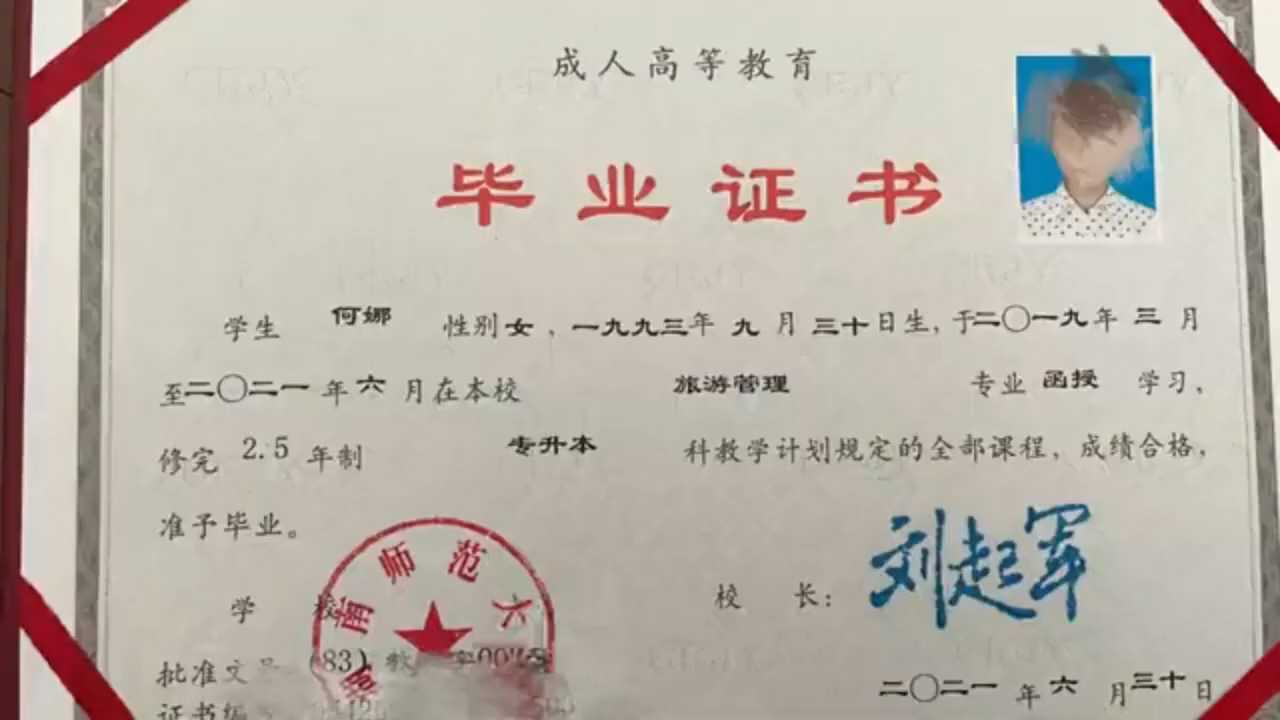 成人高等教育
毕业证书
学生 何娜 性别 女，一九九三年 九 月 三十日生，于二〇一九年 三 月
至二〇二一 年 六 月在本校 旅游管理 专业 函授 学习，
修完 2.5 年制 专升本 科教学计划规定的全部课程，成绩合格，
准予毕业。
南师范
学 校 校 长： 刘起军
批准文号 (83) 教
证书编
二〇二一 年 六 月三十日